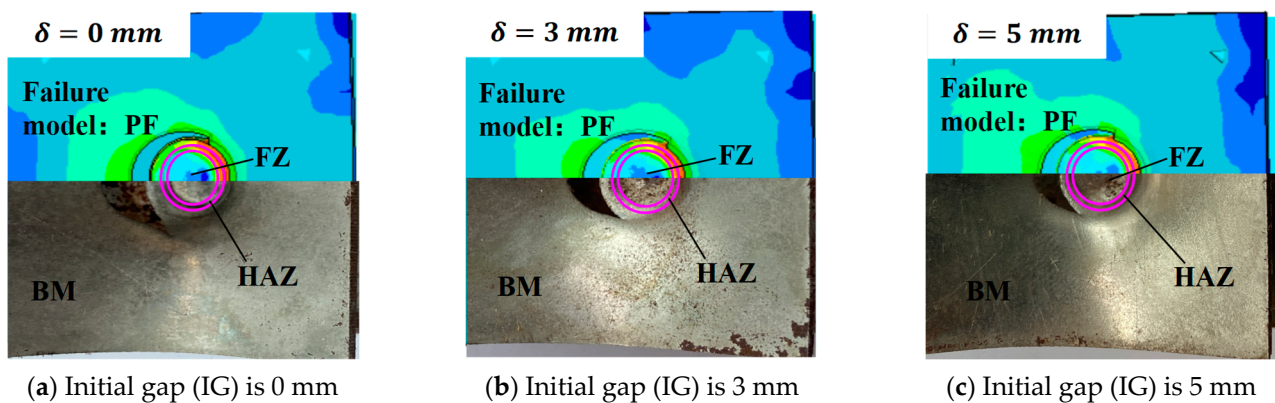 δ = 0 mm
Failure
model: PF
FZ
HAZ
BM
(a) Initial gap (IG) is 0 mm
δ = 3 mm
Failure
model: PF
FZ
HAZ
BM
(b) Initial gap (IG) is 3 mm
δ = 5 mm
Failure
model: PF
FZ
HAZ
BM
(c) Initial gap (IG) is 5 mm